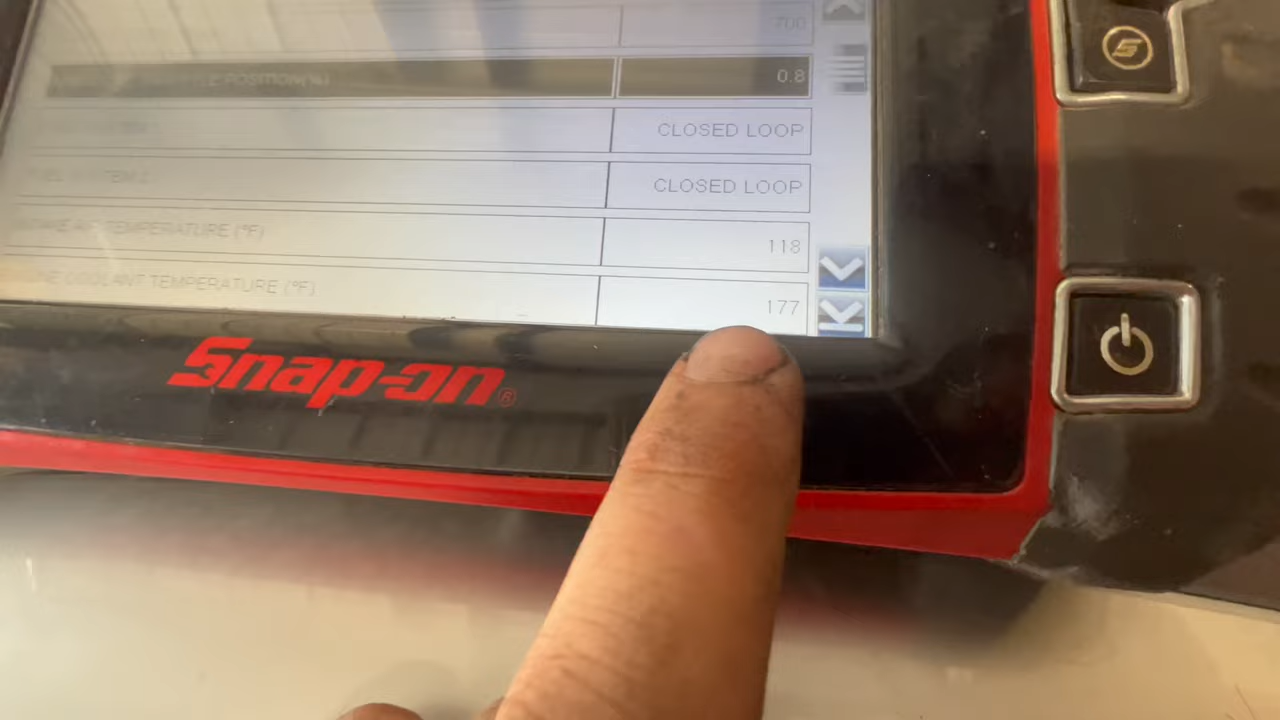 700
POSITION(%) 0.8
CLOSED LOOP
CLOSED LOOP
AIR TEMPERATURE (°F) 118
COOLANT TEMPERATURE (°F) 177
Snap-on®